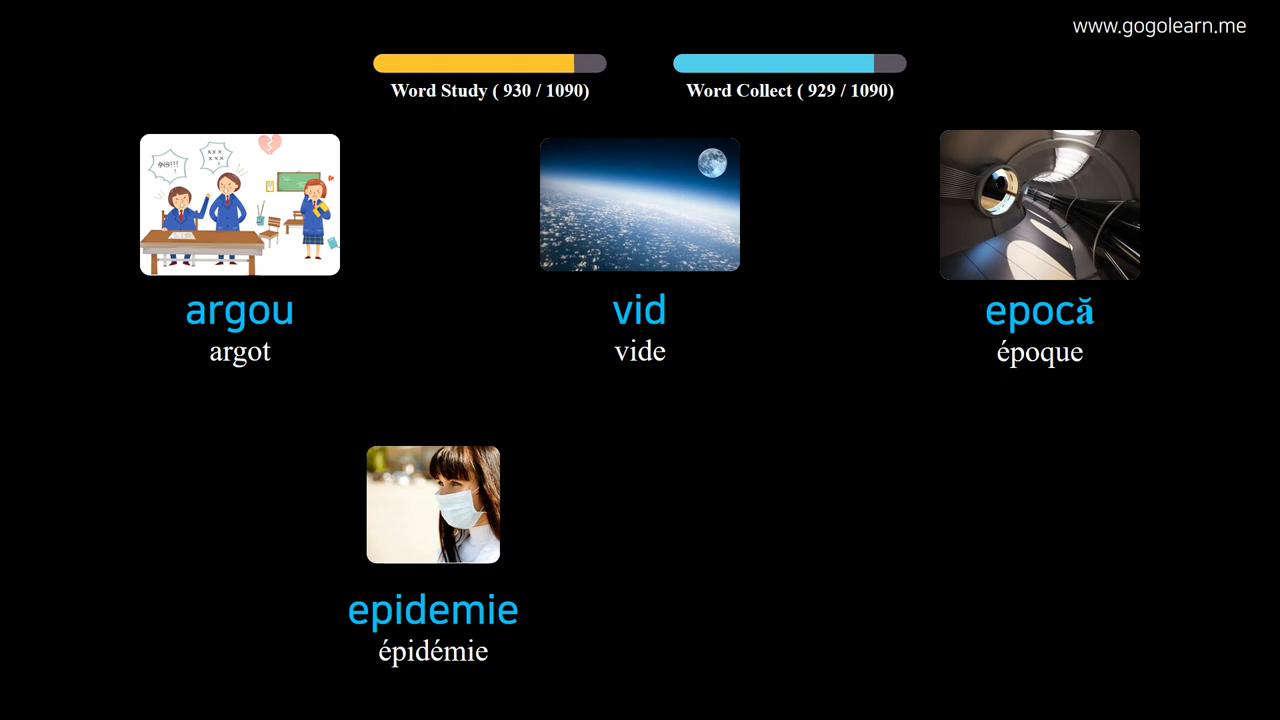 www.gogolearn.me
Word Study ( 930 / 1090)
Word Collect ( 929 / 1090)
argou
argot
vid
vide
epocă
époque
epidemie
épidémie